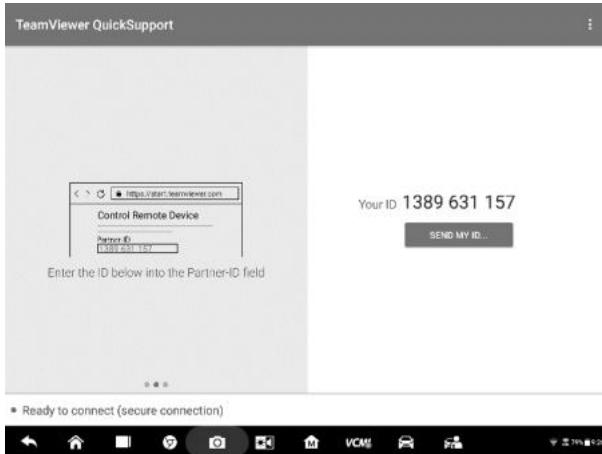 TeamViewer QuickSupport
https://start.teamviewer.com
Control Remote Device
Partner ID
1389 631 157
Enter the ID below into the Partner-ID field
Your ID 1389 631 157
SEND MY ID...
Ready to connect (secure connection)
VCMI
79%